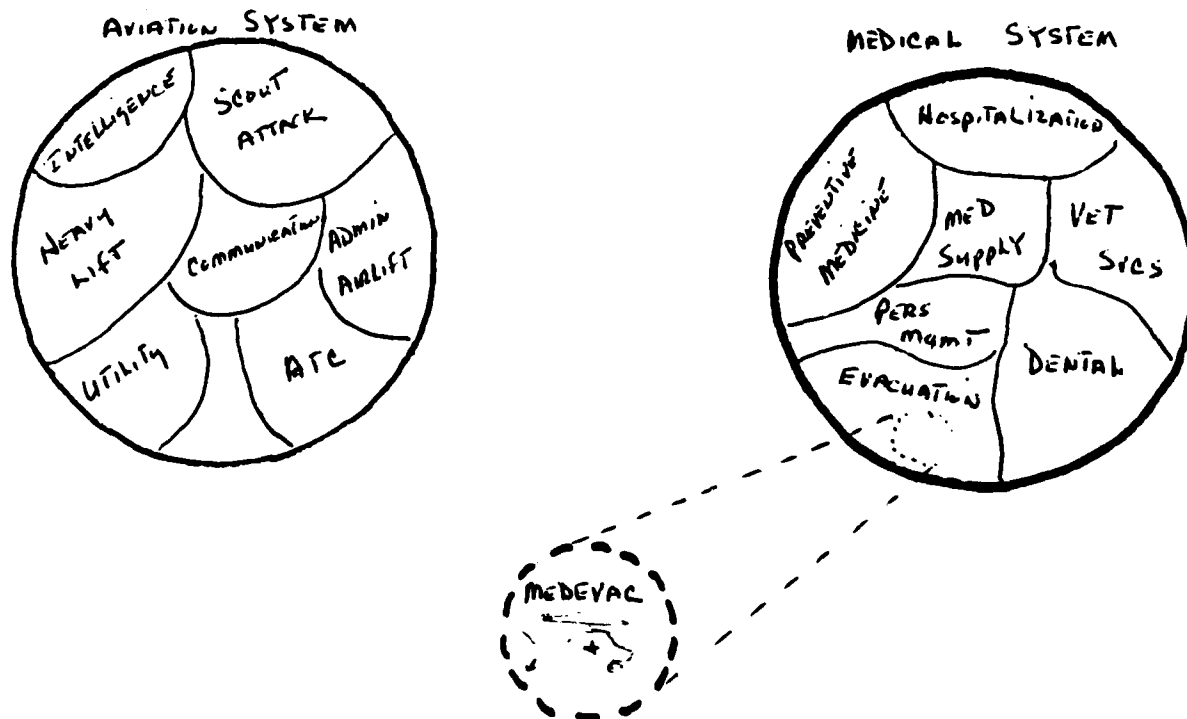 AVIATION SYSTEM
INTELLIGENCE
SCOUT
ATTACK
HEAVY
LIFT
COMMUNICATION
ADMIN
AIRLIFT
UTILITY
ATC
MEDICAL SYSTEM
HOSPITALIZATION
PREVENTIVE
MEDICINE
MED
SUPPLY
VET
SVCS
PERS
MGMT
EVACUATION
DENTAL
MEDEVAC